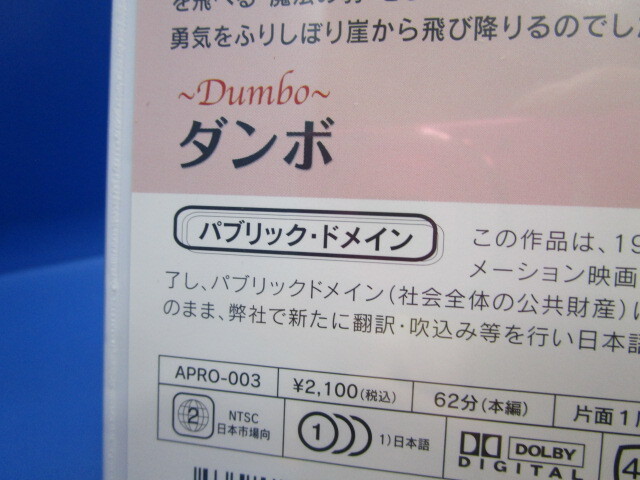 勇気をふりしぼり崖から飛び降りるのでし
~Dumbo~
ダンボ
パブリック・ドメイン
この作品は、19
メーション映画
了し、パブリックドメイン(社会全体の公共財産)に
のまま、弊社で新たに翻訳・吹込み等を行い日本語
APRO-003
¥2,100(税込)
62分(本編)
片面1
2
NTSC
日本市場向
1
1)日本語
DOLBY
DIGITAL
4